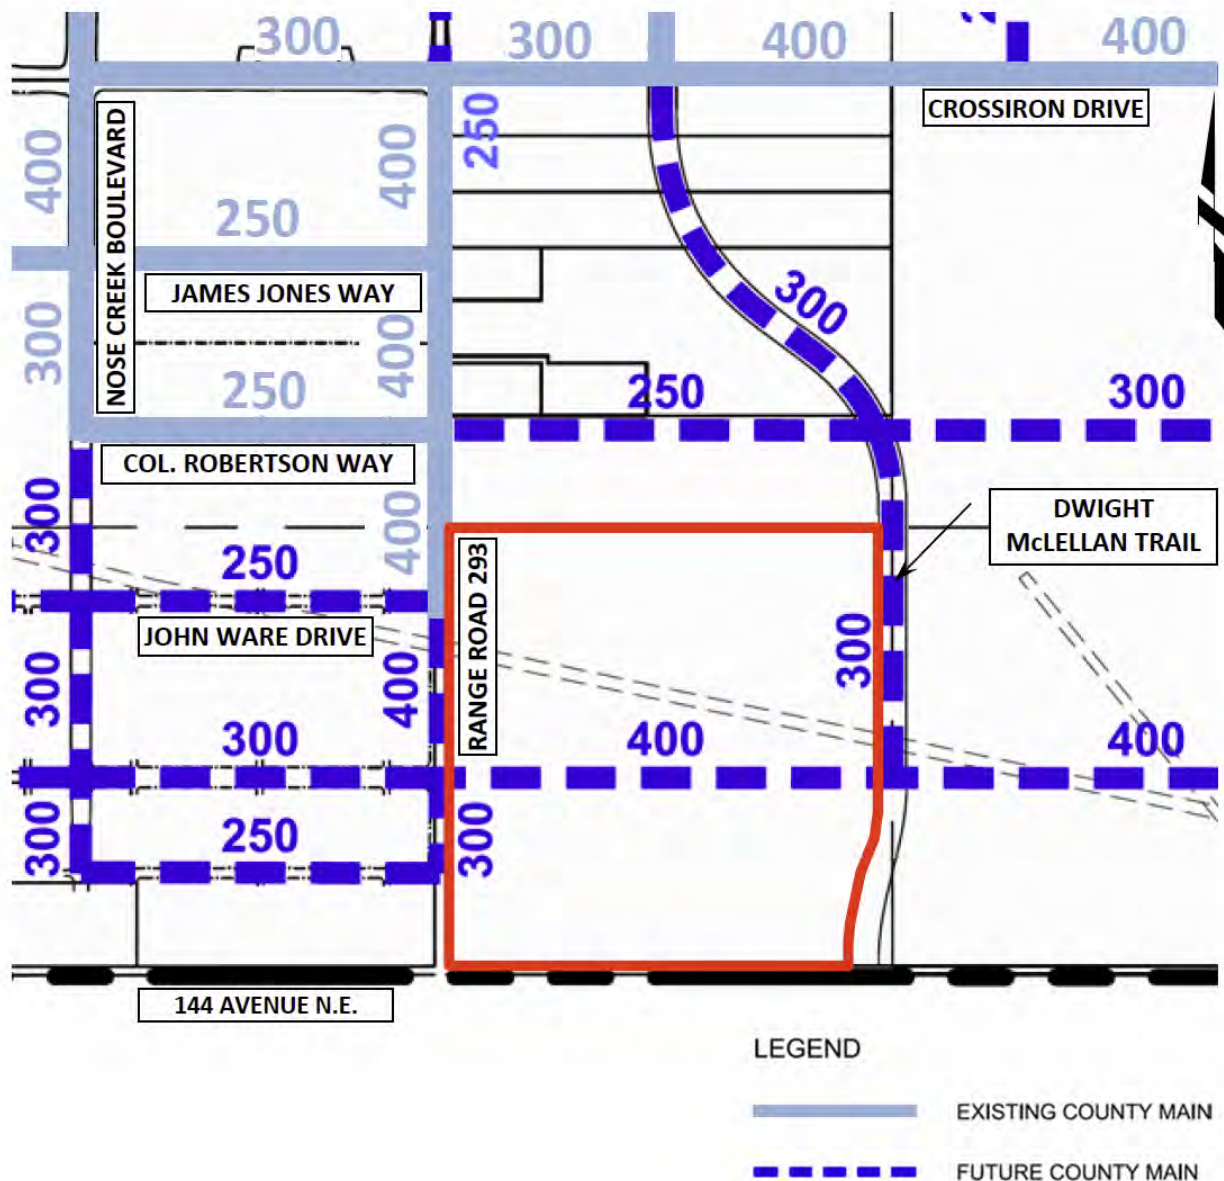 300
300
400
400
CROSSIRON DRIVE
NOSE CREEK BOULEVARD
400
400
250
250
JAMES JONES WAY
300
300
400
250
250
300
COL. ROBERTSON WAY
300
400
DWIGHT
McLELLAN TRAIL
250
RANGE ROAD 293
JOHN WARE DRIVE
300
400
300
300
400
400
300
250
300
144 AVENUE N.E.
LEGEND
EXISTING COUNTY MAIN
FUTURE COUNTY MAIN